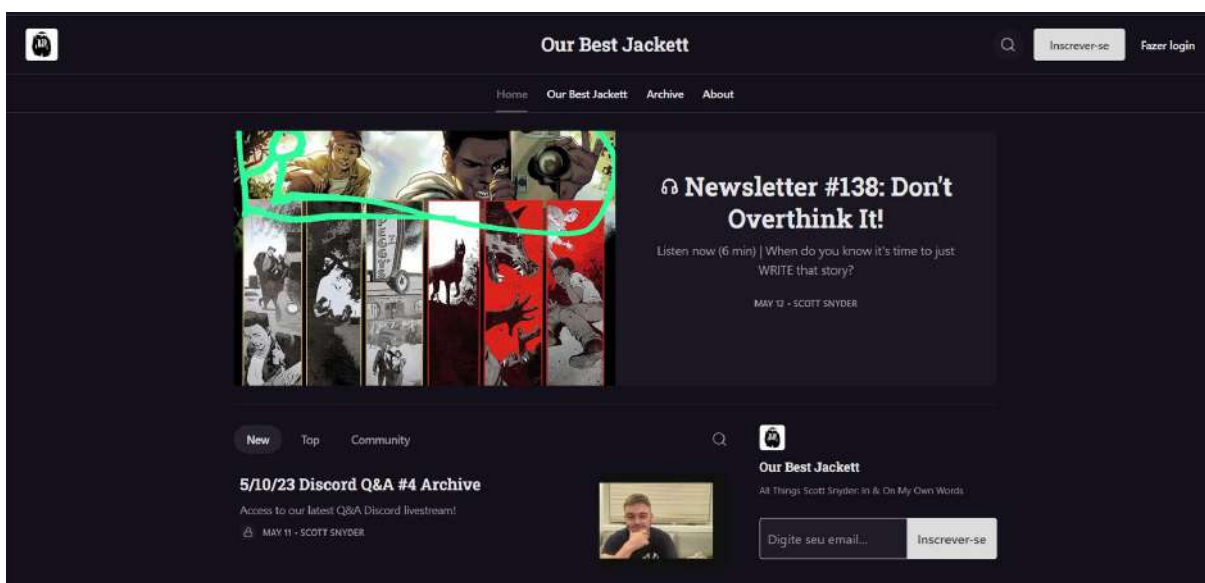 Our Best Jackett
Inscrever-se
Fazer login
Home
Our Best Jackett
Archive
About
Newsletter #138: Don't
Overthink It!
Listen now (6 min) | When do you know it's time to just
WRITE that story?
MAY 12 • SCOTT SNYDER
New
Top
Community
5/10/23 Discord Q&A #4 Archive
Access to our latest Q&A Discord livestream!
MAY 11 • SCOTT SNYDER
Our Best Jackett
All Things Scott Snyder: In & On My Own Words
Digite seu email...
Inscrever-se